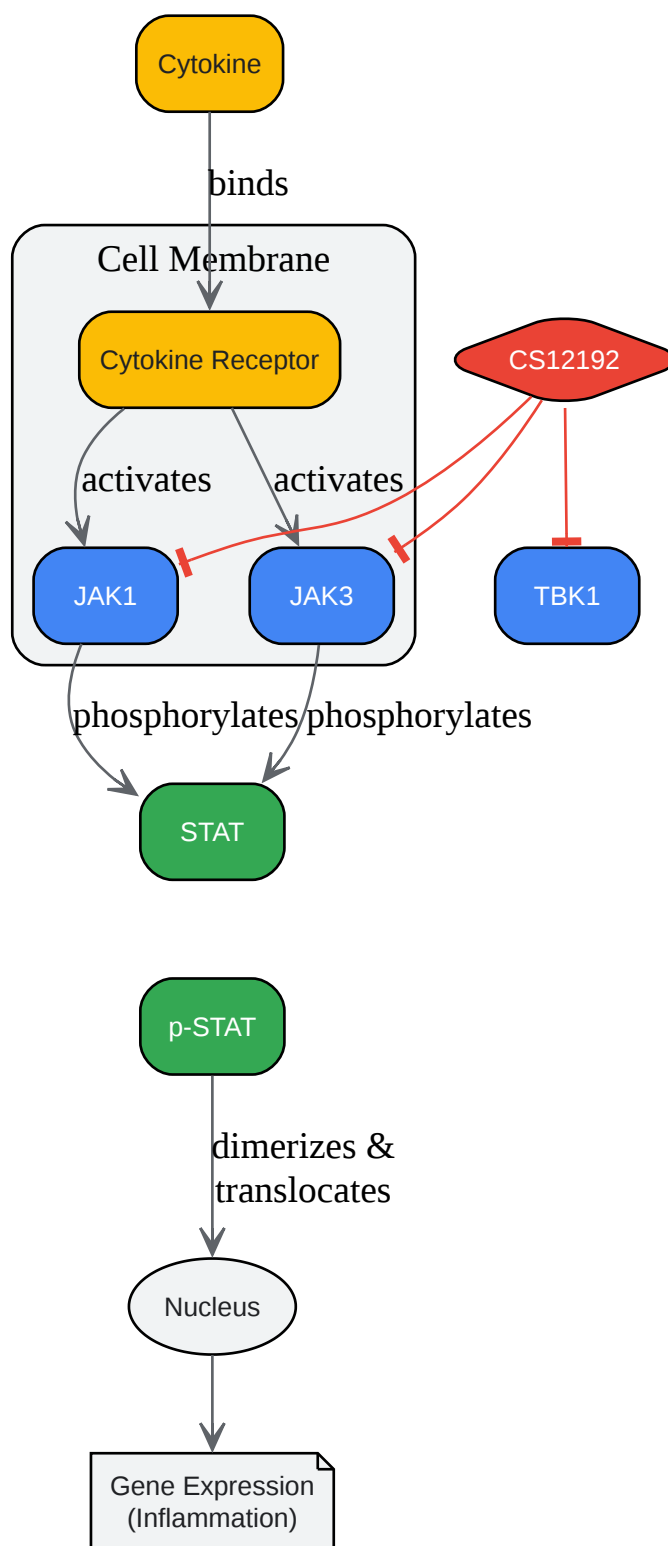 Cytokine
binds
Cell Membrane
Cytokine Receptor
CS12192
activates
activates
JAK1
JAK3
TBK1
phosphorylates
phosphorylates
STAT
p-STAT
dimerizes &
translocates
Nucleus
Gene Expression
(Inflammation)